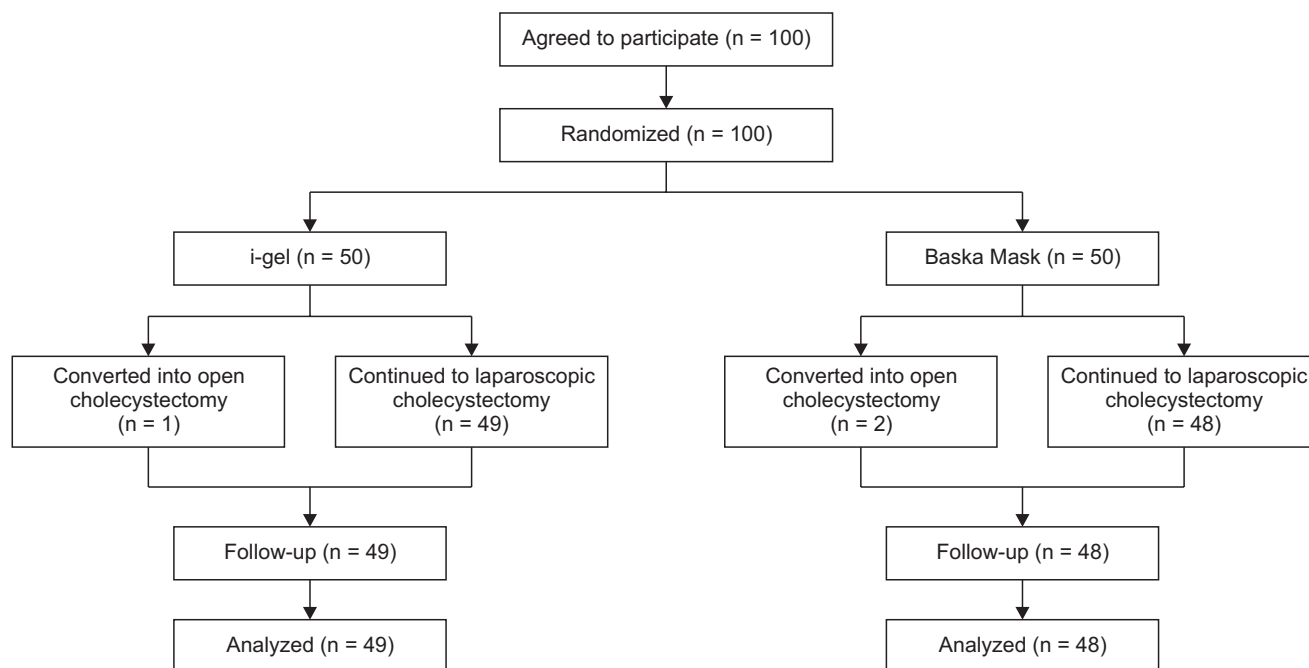 Agreed to participate (n = 100)
Randomized (n = 100)
i-gel (n = 50)
Baska Mask (n = 50)
Converted into open
cholecystectomy
(n = 1)
Continued to laparoscopic
cholecystectomy
(n = 49)
Converted into open
cholecystectomy
(n = 2)
Continued to laparoscopic
cholecystectomy
(n = 48)
Follow-up (n = 49)
Follow-up (n = 48)
Analyzed (n = 49)
Analyzed (n = 48)